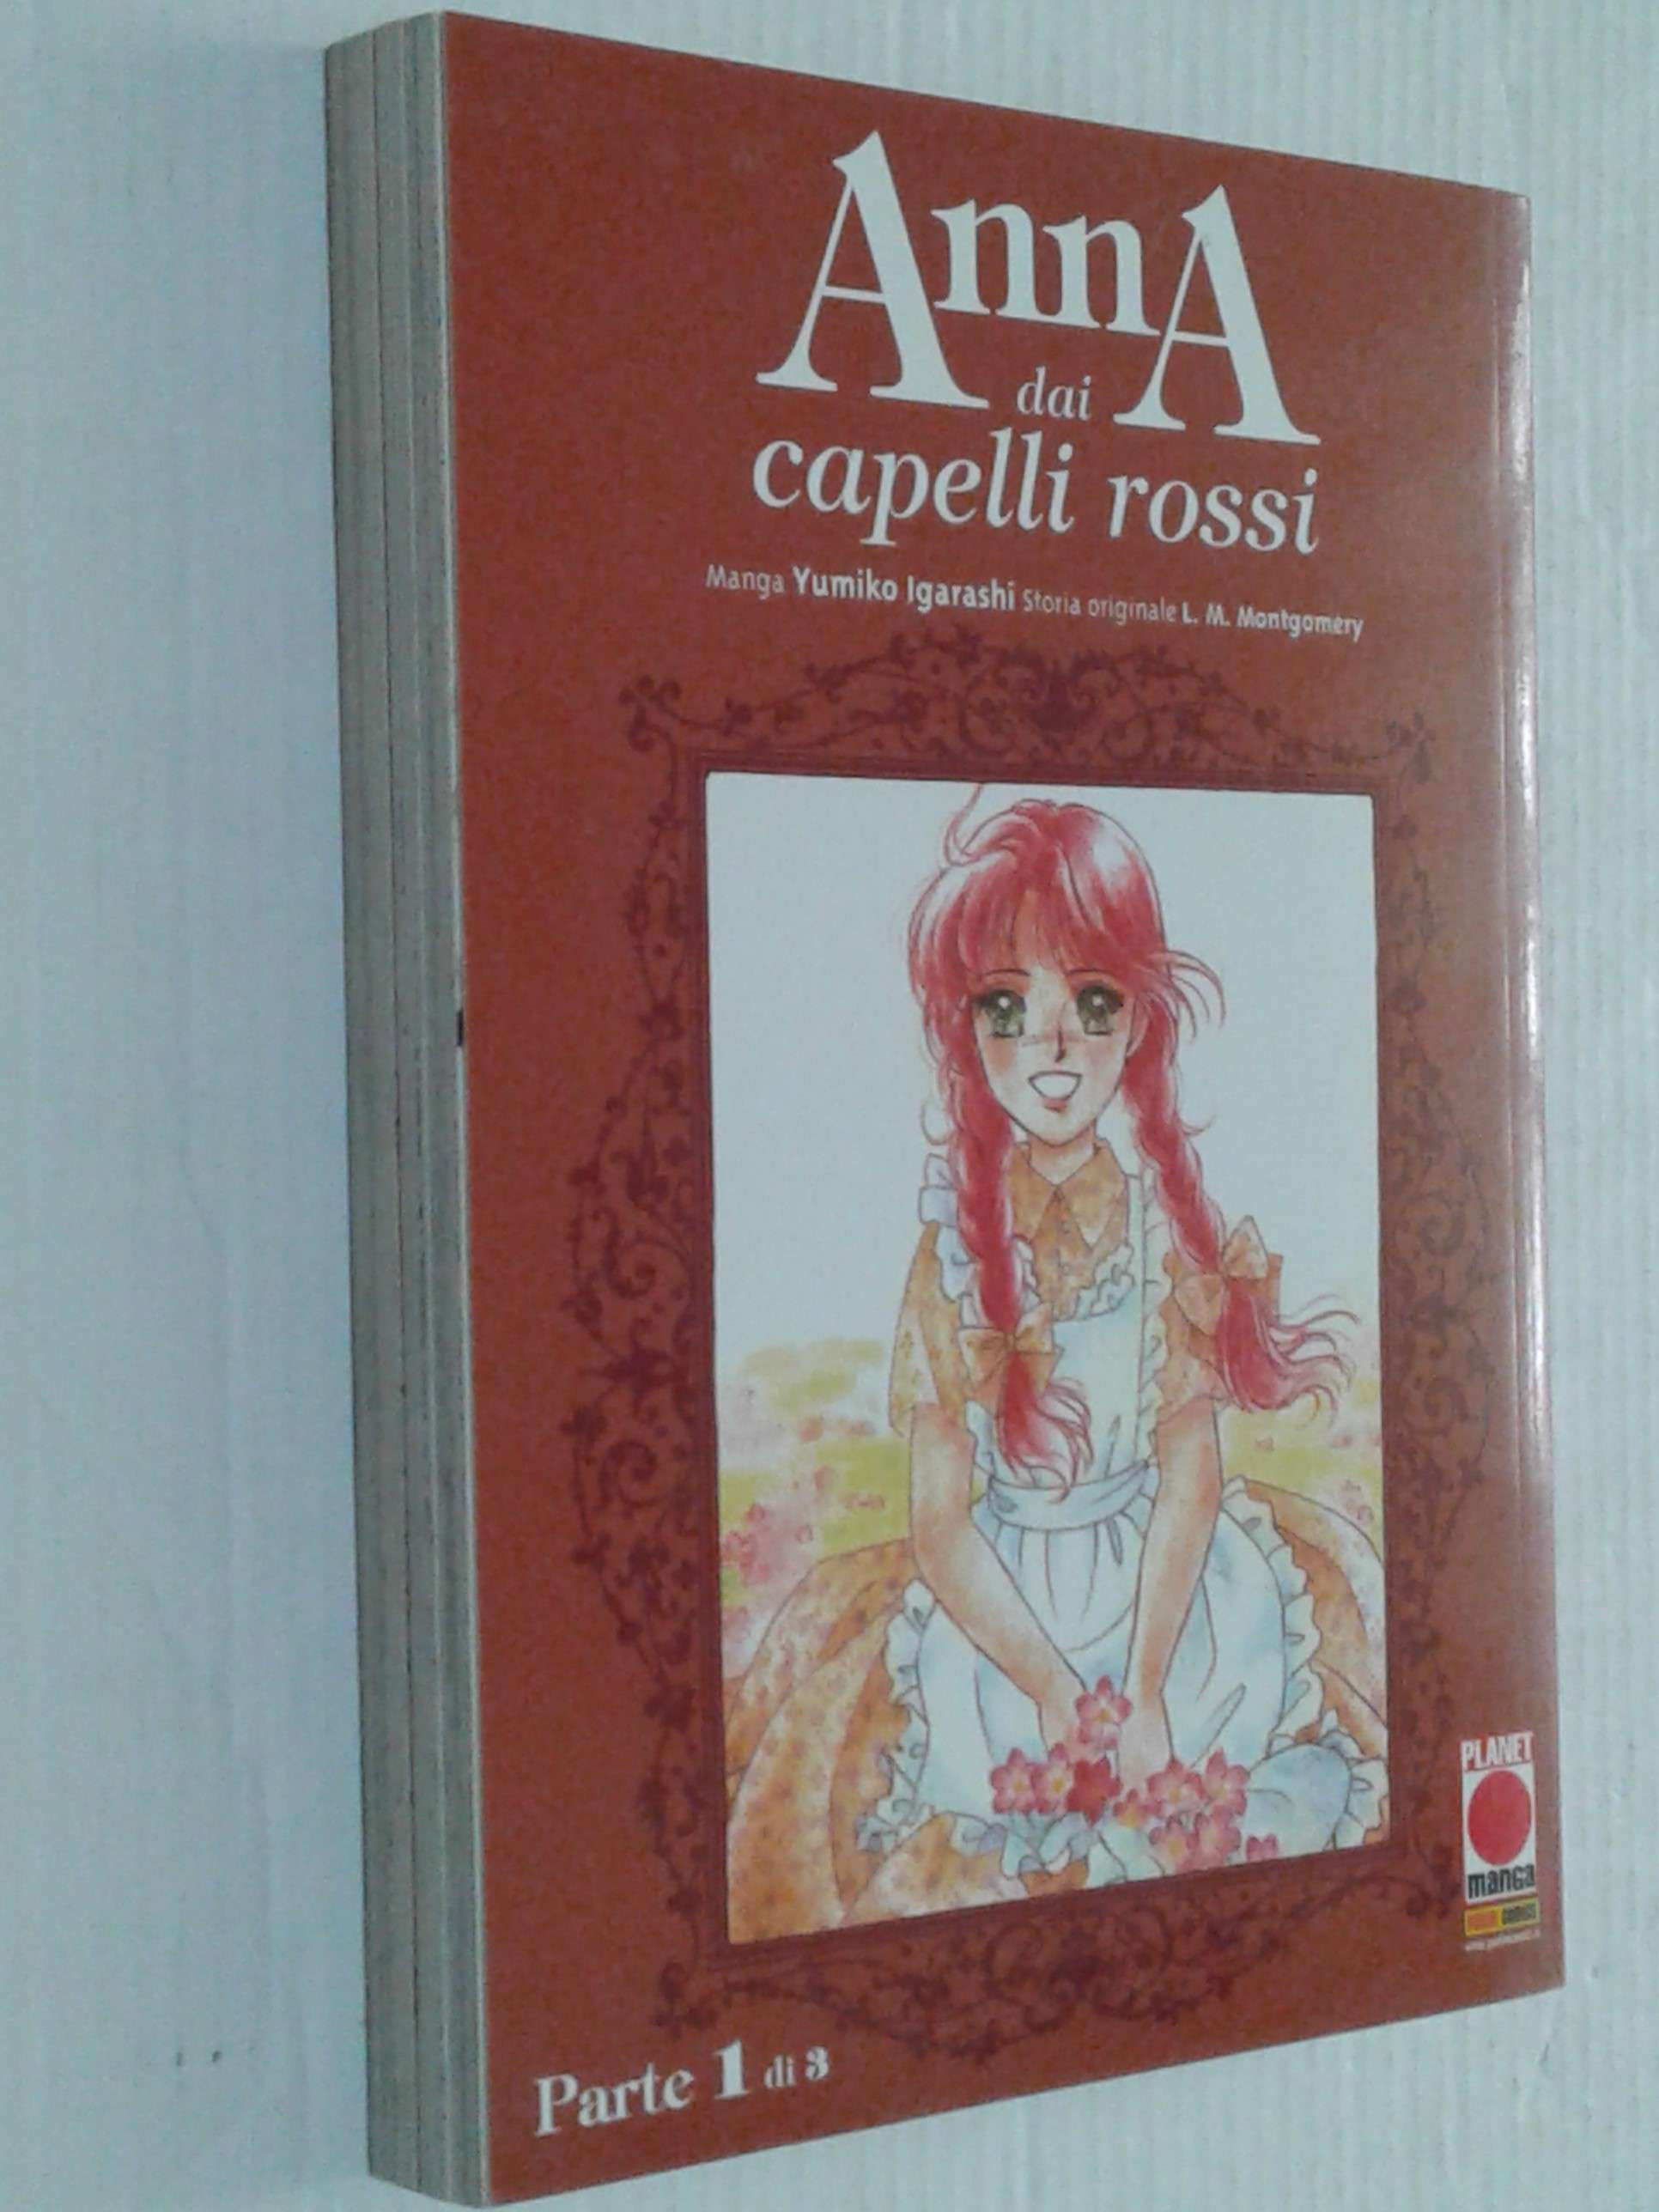 AnnA
dai
capelli rossi
Manga Yumiko Igarashi Storia originale L. M. Montgomery
PLANET
manga
Parte 1 di 3